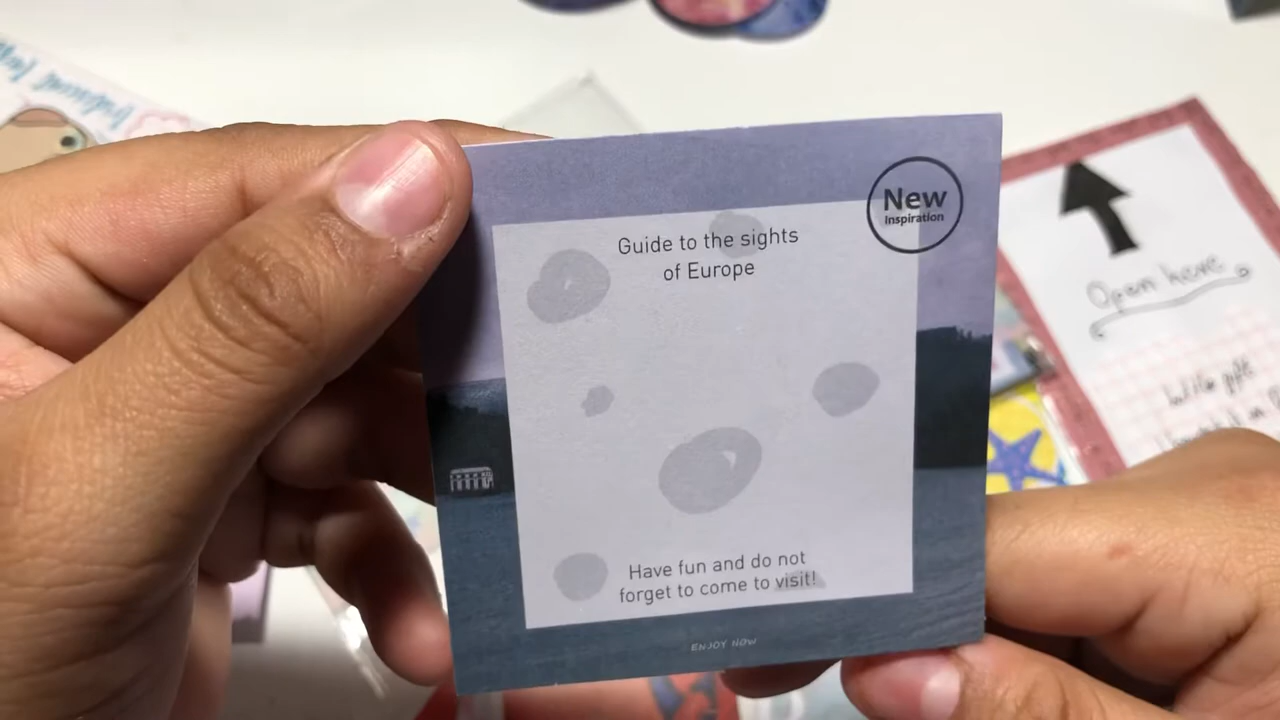 New
Inspiration
Guide to the sights
of Europe
Have fun and do not
forget to come to visit!
ENJOY NOW
Open here